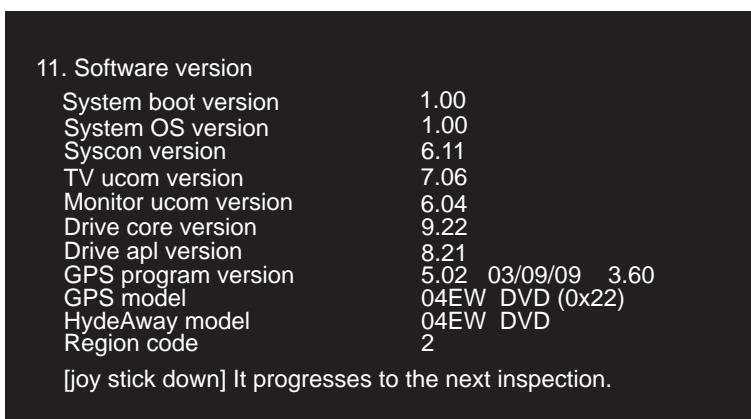 11. Software version
System boot version 1.00
System OS version 1.00
Syscon version 6.11
TV ucom version 7.06
Monitor ucom version 6.04
Drive core version 9.22
Drive apl version 8.21
GPS program version 5.02 03/09/09 3.60
GPS model 04EW DVD (0x22)
HydeAway model 04EW DVD
Region code 2
[joy stick down] It progresses to the next inspection.